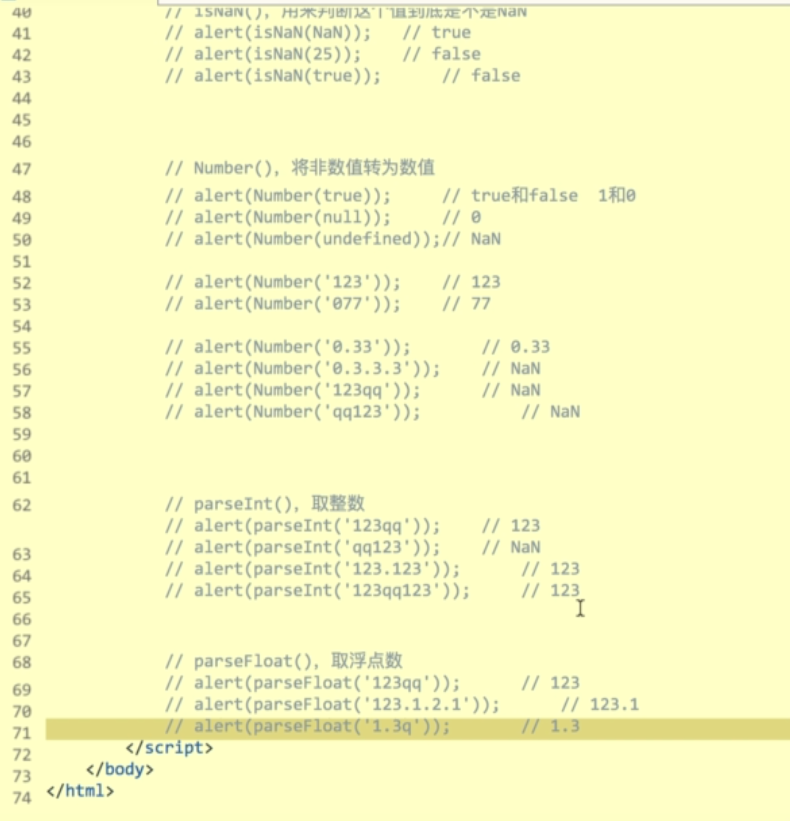 40 // isNaN()，用来判断这个值到底是不是NaN
41 // alert(isNaN(NaN)); // true
42 // alert(isNaN(25)); // false
43 // alert(isNaN(true)); // false
44
45
46
47 // Number()，将非数值转为数值
48 // alert(Number(true)); // true和false 1和0
49 // alert(Number(null)); // 0
50 // alert(Number(undefined));// NaN
51
52 // alert(Number('123')); // 123
53 // alert(Number('077')); // 77
54
55 // alert(Number('0.33')); // 0.33
56 // alert(Number('0.3.3.3')); // NaN
57 // alert(Number('123qq')); // NaN
58 // alert(Number('qq123')); // NaN
59
60
61
62 // parseInt()，取整数
// alert(parseInt('123qq')); // 123
63 // alert(parseInt('qq123')); // NaN
64 // alert(parseInt('123.123')); // 123
65 // alert(parseInt('123qq123')); // 123
66
67
68 // parseFloat()，取浮点数
69 // alert(parseFloat('123qq')); // 123
70 // alert(parseFloat('123.1.2.1')); // 123.1
71 // alert(parseFloat('1.3q')); // 1.3
72 </script>
73 </body>
74 </html>